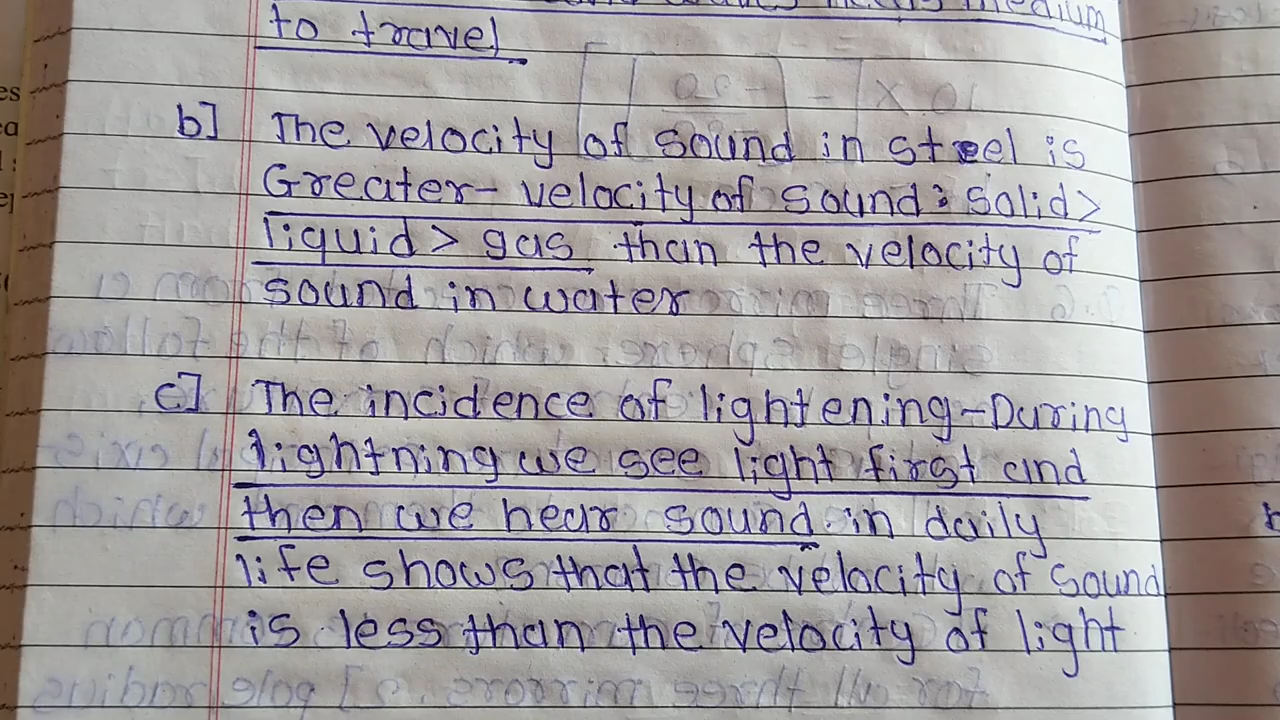 medium
to travel
b] The velocity of sound in steel is
Greater- velocity of sound : Solid>
liquid > gas than the velocity of
sound in water
c] The incidence of lightening-During
lightning we see light first and
then we hear sound in daily
life shows that the velocity of sound
is less than the velocity of light